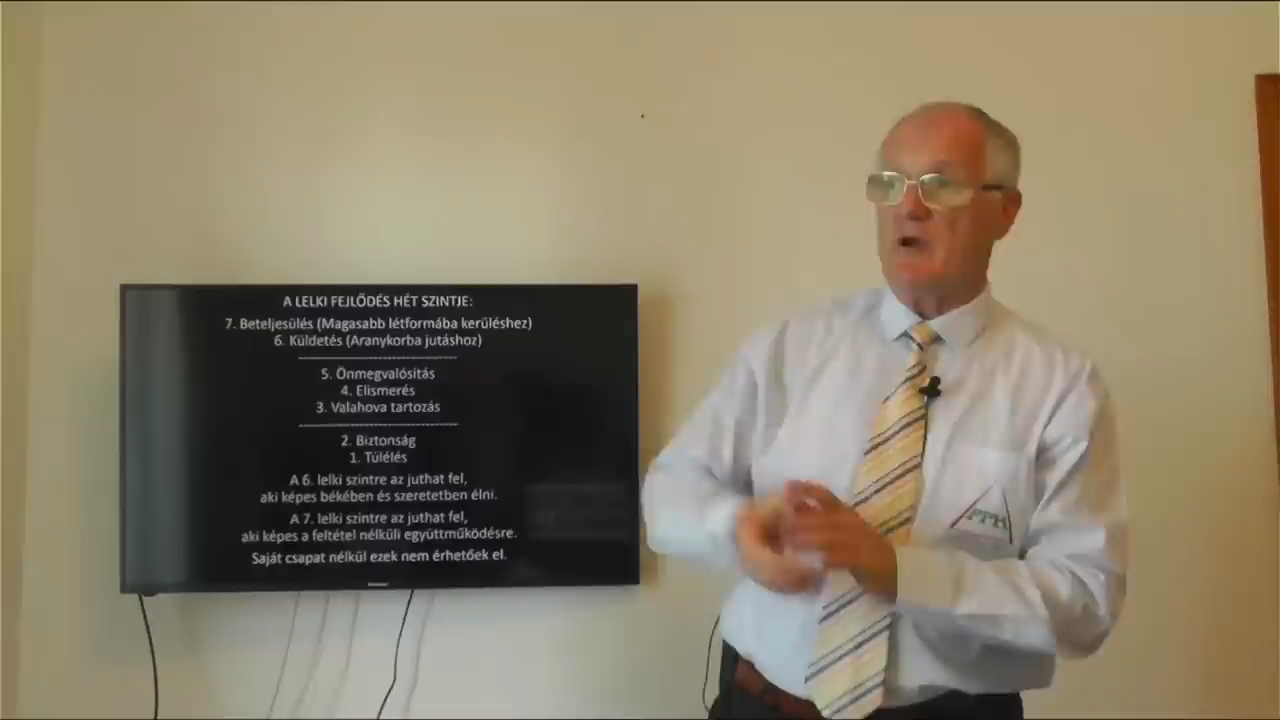 A LELKI FEJLŐDÉS HÉT SZINTJE:
7. Beteljesülés (Magasabb létformába kerüléshez)
6. Küldetés (Aranykorba jutáshoz)
5. Önmegvalósítás
4. Elismerés
3. Valahova tartozás
2. Biztonság
1. Túlélés
A 6. lelki szintre az juthat fel,
aki képes békében és szeretetben élni.
A 7. lelki szintre az juthat fel,
aki képes a feltétel nélküli együttműködésre.
Saját csapat nélkül ezek nem érhetőek el.